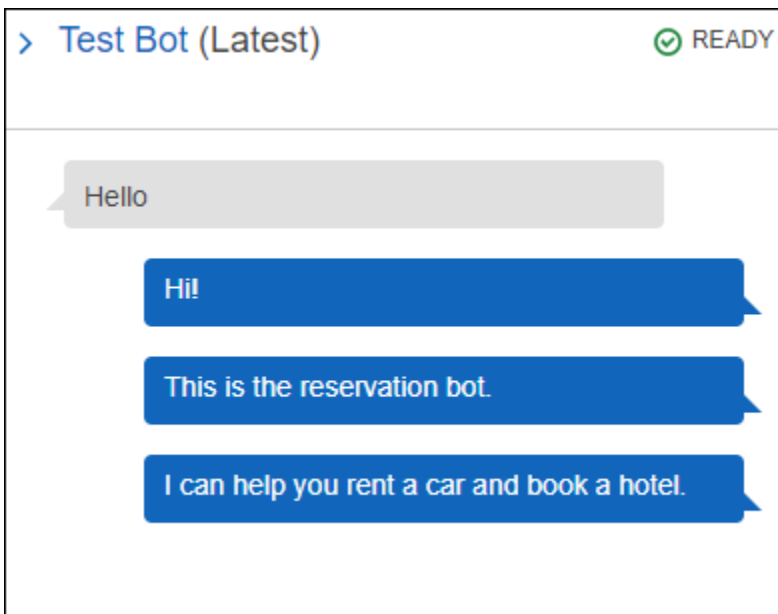 Test Bot (Latest) READY
Hello
Hi!
This is the reservation bot.
I can help you rent a car and book a hotel.